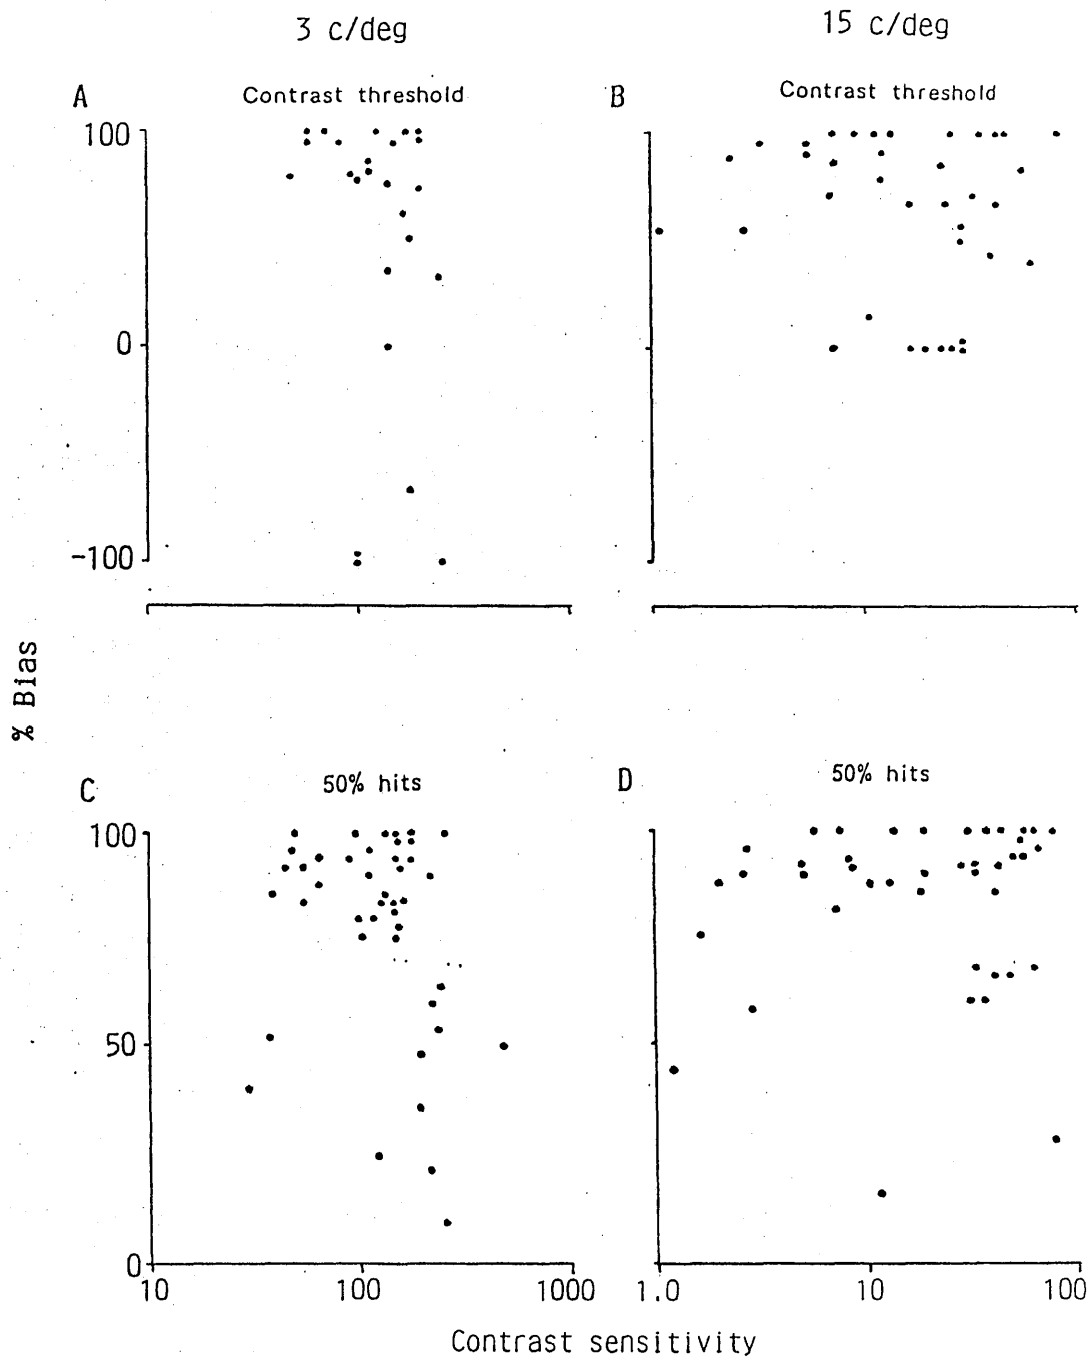 3 c/deg
15 c/deg
A
Contrast threshold
B
Contrast threshold
100
0
-100
% Bias
C
50% hits
D
50% hits
100
50
0
10
100
1000
1.0
10
100
Contrast sensitivity